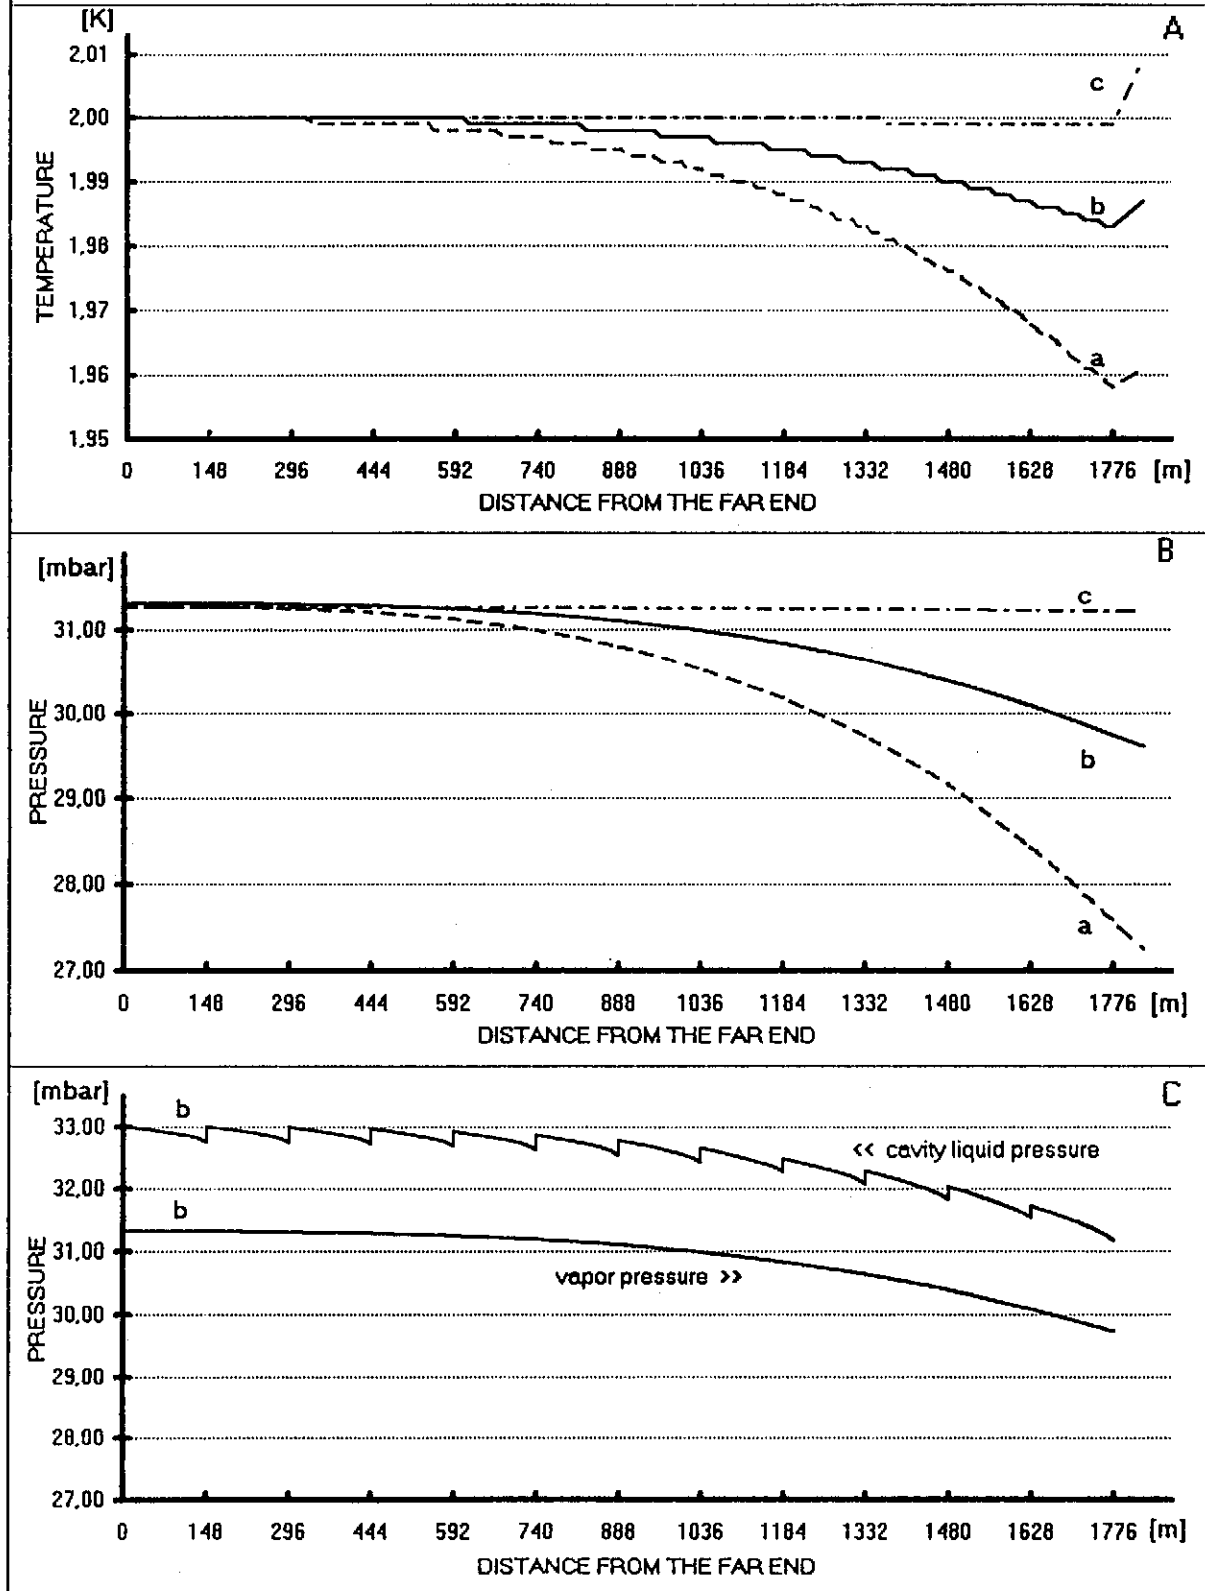 [K]
A
2,01
c
2,00
1,99
b
1,98
1,97
a
1,96
1,95
TEMPERATURE
0 148 296 444 592 740 888 1036 1184 1332 1480 1628 1776 [m]
DISTANCE FROM THE FAR END
B
[mbar]
c
31,00
30,00
b
29,00
28,00
a
27,00
PRESSURE
0 148 296 444 592 740 888 1036 1184 1332 1480 1628 1776 [m]
DISTANCE FROM THE FAR END
[mbar]
C
b
33,00
<< cavity liquid pressure
32,00
b
31,00
vapor pressure >>
30,00
29,00
28,00
27,00
PRESSURE
0 148 296 444 592 740 888 1036 1184 1332 1480 1628 1776 [m]
DISTANCE FROM THE FAR END